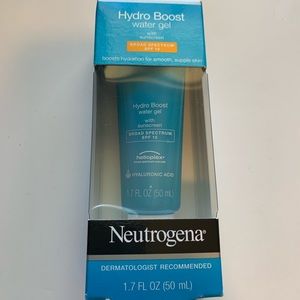 Hydro Boost
water gel
with
sunscreen
BROAD SPECTRUM
SPF 15
boosts hydration for smooth, supple skin
Hydro Boost
water gel
with
sunscreen
BROAD SPECTRUM
SPF 15
helioplex®
HYALURONIC ACID
1.7 FL OZ (50 mL)
Neutrogena®
DERMATOLOGIST RECOMMENDED
1.7 FL OZ (50 mL)